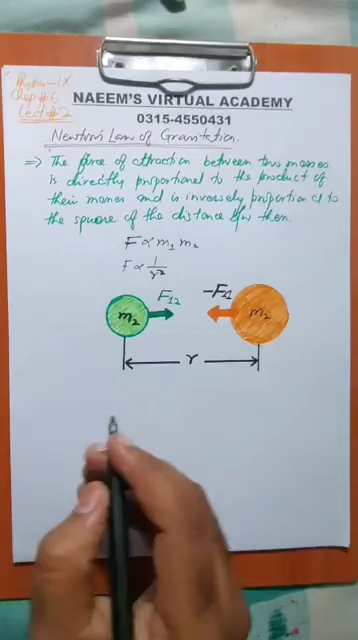 Physics-IX
Chap #6
Lect #2
NAEEM'S VIRTUAL ACADEMY
0315-4550431
Newton's Law of Gravitation.
⇒ The force of attraction between two masses
is directly proportional to the product of
their masses and is inversely proportional to
the square of the distance b/w them.
F ∝ m₁ m₂
F ∝ 1/r²
F₁₂
-F₂₁
m₂
m₂
r